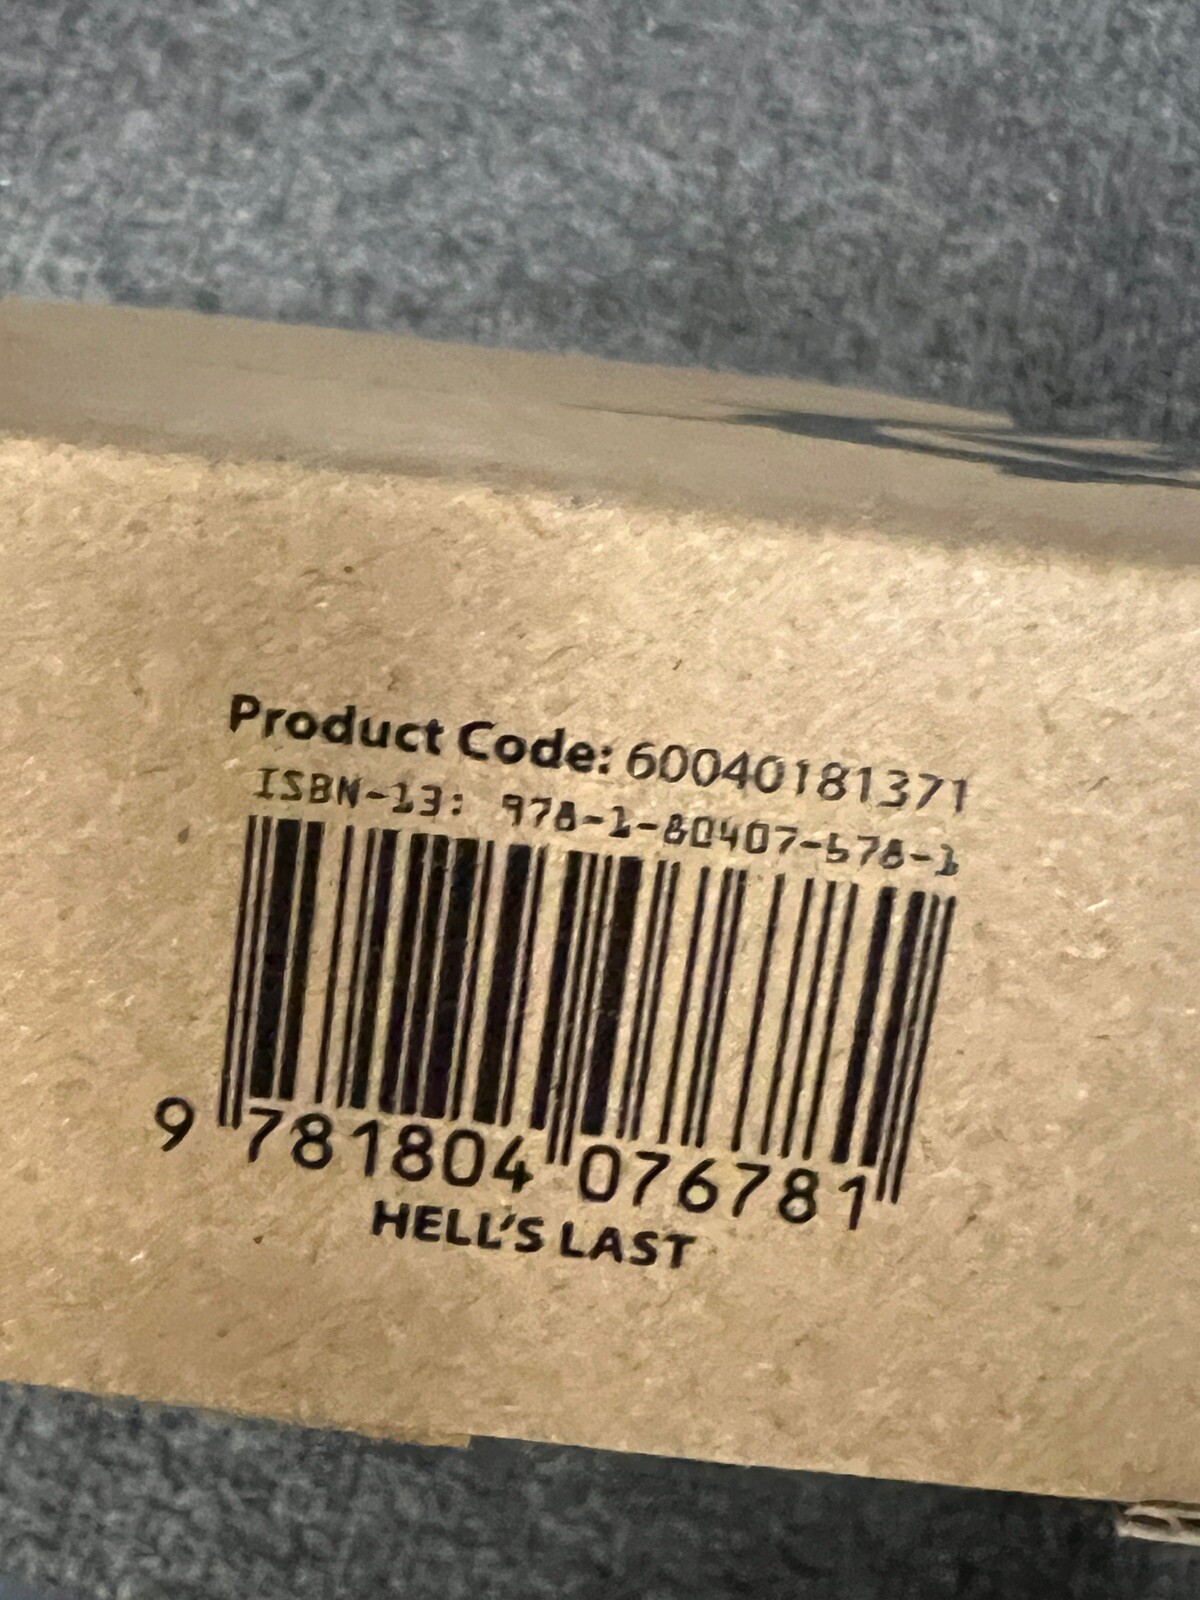 Product Code: 60040181371
ISBN-13: 978-1-80407-678-1
9 781804 076781
HELL'S LAST